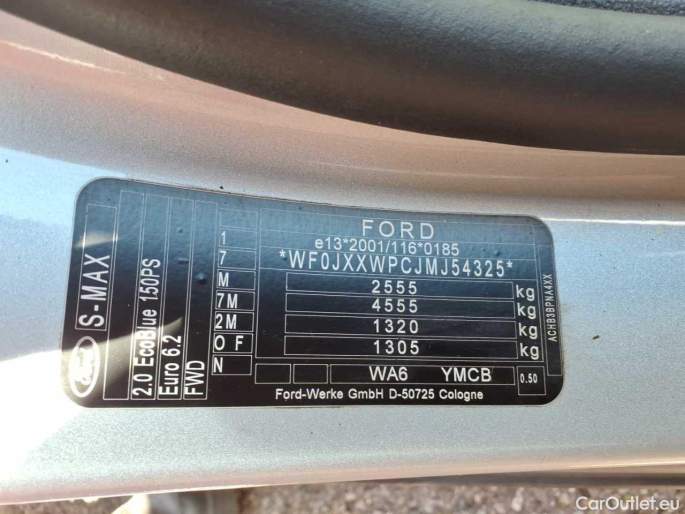 FORD
e13*2001/116*0185
*WF0JXXWPCJMJ54325*
2555 kg
4555 kg
1320 kg
1305 kg
WA6 YMCB 0.50
Ford-Werke GmbH D-50725 Cologne
1
7
M
7M
2M
O F
N
Ford S-MAX
2.0 EcoBlue 150PS
Euro 6.2
FWD
ACHB3BPNA4XX
CarOutlet.eu